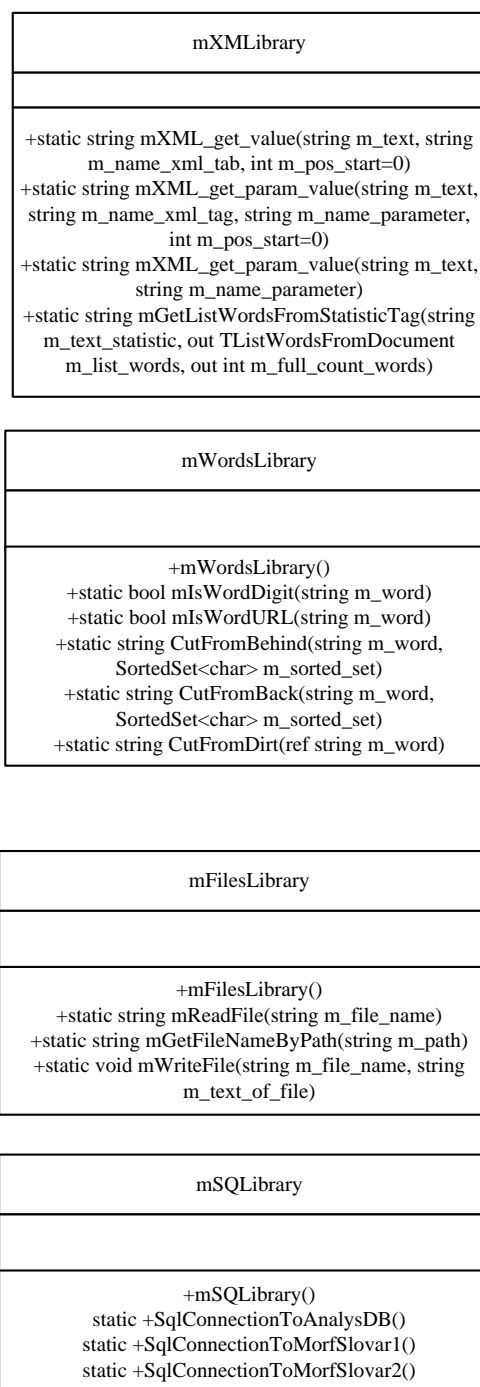 mXMLibrary
+static string mXML_get_value(string m_text, string
m_name_xml_tab, int m_pos_start=0)
+static string mXML_get_param_value(string m_text,
string m_name_xml_tag, string m_name_parameter,
int m_pos_start=0)
+static string mXML_get_param_value(string m_text,
string m_name_parameter)
+static string mGetListWordsFromStatisticTag(string
m_text_statistic, out TListWordsFromDocument
m_list_words, out int m_full_count_words)
mWordsLibrary
+mWordsLibrary()
+static bool mIsWordDigit(string m_word)
+static bool mIsWordURL(string m_word)
+static string CutFromBehind(string m_word,
SortedSet<char> m_sorted_set)
+static string CutFromBack(string m_word,
SortedSet<char> m_sorted_set)
+static string CutFromDirt(ref string m_word)
mFilesLibrary
+mFilesLibrary()
+static string mReadFile(string m_file_name)
+static string mGetFileNameByPath(string m_path)
+static void mWriteFile(string m_file_name, string
m_text_of_file)
mSQLibrary
+mSQLibrary()
static +SqlConnectionToAnalysDB()
static +SqlConnectionToMorfSlovar1()
static +SqlConnectionToMorfSlovar2()